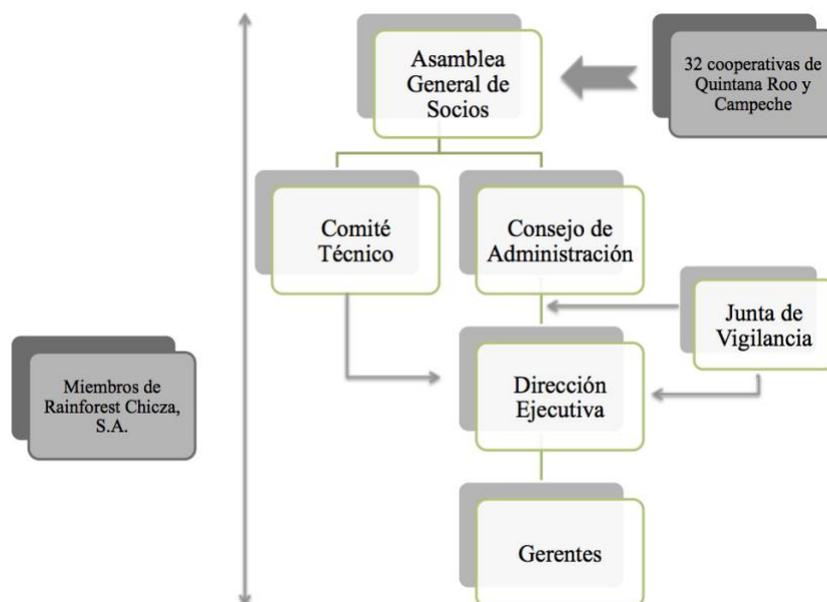 Asamblea
General de
Socios
32 cooperativas de
Quintana Roo y
Campeche
Comité
Técnico
Consejo de
Administración
Junta de
Vigilancia
Miembros de
Rainforest Chicza,
S.A.
Dirección
Ejecutiva
Gerentes